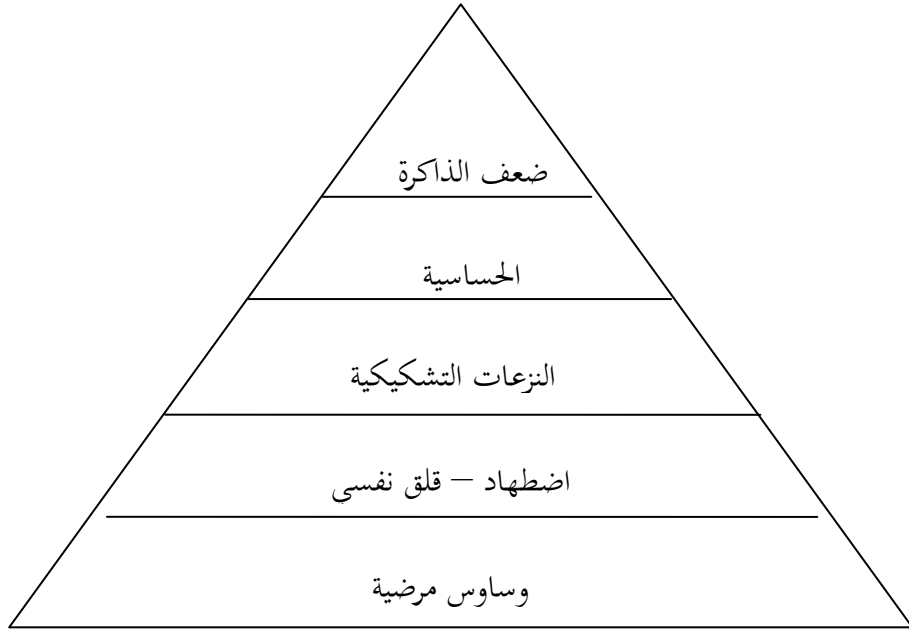 ضعف الذاكرة
الحساسية
النزعات التشكيكية
اضطهاد – قلق نفسي
وساوس مرضية